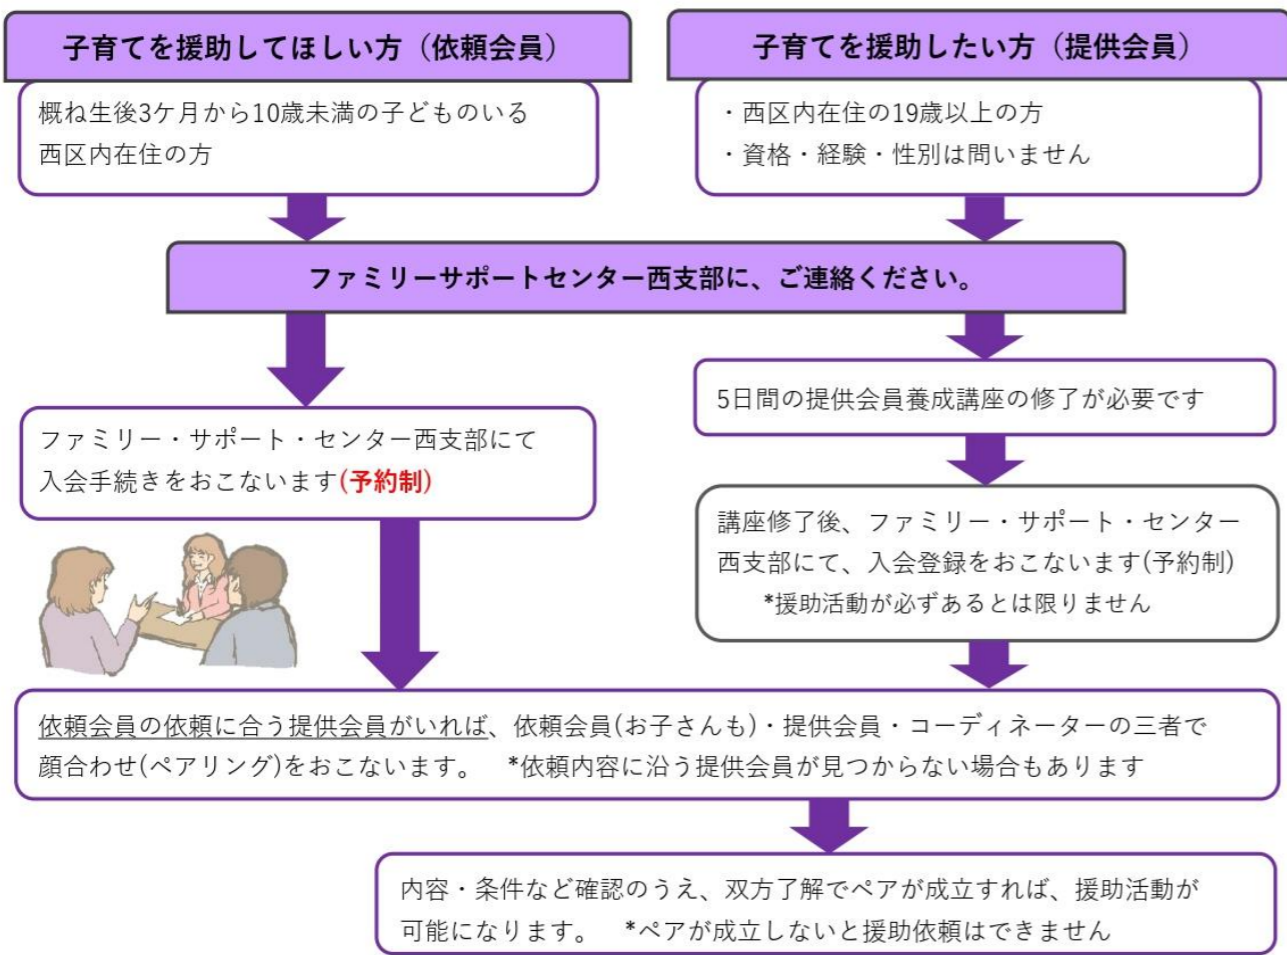 子育てを援助してほしい方（依頼会員）
概ね生後3ケ月から10歳未満の子どものいる
西区内在住の方
子育てを援助したい方（提供会員）
・西区内在住の19歳以上の方
・資格・経験・性別は問いません
ファミリーサポートセンター西支部に、ご連絡ください。
ファミリー・サポート・センター西支部にて
入会手続きをおこないます(予約制)
5日間の提供会員養成講座の修了が必要です
講座修了後、ファミリー・サポート・センター
西支部にて、入会登録をおこないます(予約制)
*援助活動が必ずあるとは限りません
依頼会員の依頼に合う提供会員がいれば、依頼会員(お子さんも)・提供会員・コーディネーターの三者で
顔合わせ(ペアリング)をおこないます。　*依頼内容に沿う提供会員が見つからない場合もあります
内容・条件など確認のうえ、双方了解でペアが成立すれば、援助活動が
可能になります。　*ペアが成立しないと援助依頼はできません